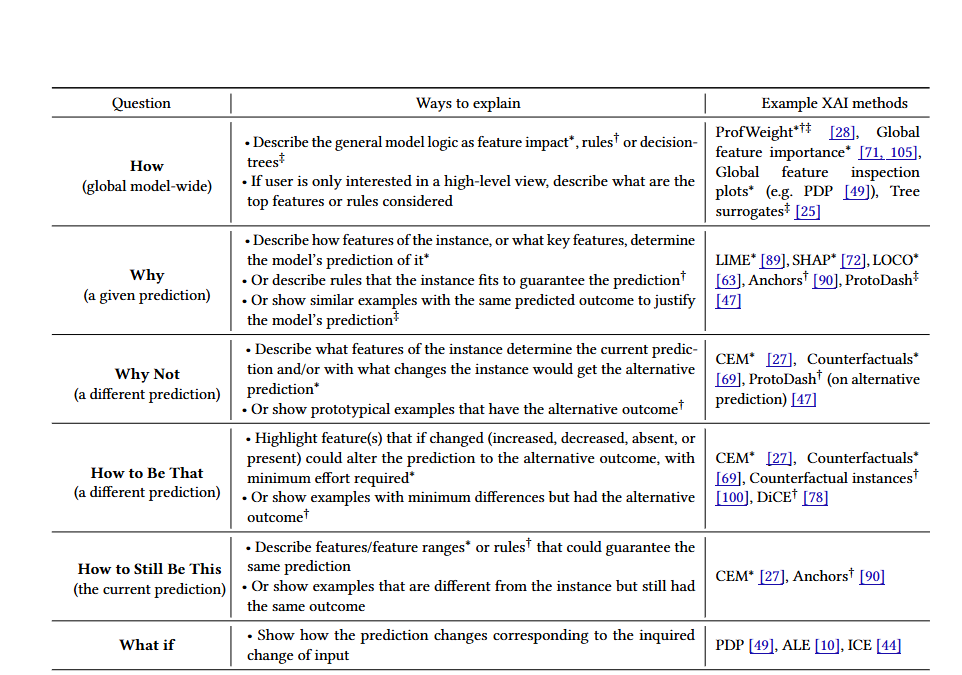 Question
Ways to explain
Example XAI methods
How
(global model-wide)
• Describe the general model logic as feature impact*, rules† or decision-
trees‡
• If user is only interested in a high-level view, describe what are the
top features or rules considered
ProfWeight*†‡ [28], Global
feature importance* [71, 105],
Global feature inspection
plots* (e.g. PDP [49]), Tree
surrogates‡ [25]
Why
(a given prediction)
• Describe how features of the instance, or what key features, determine
the model's prediction of it*
• Or describe rules that the instance fits to guarantee the prediction†
• Or show similar examples with the same predicted outcome to justify
the model's prediction‡
LIME* [89], SHAP* [72], LOCO*
[63], Anchors† [90], ProtoDash‡
[47]
Why Not
(a different prediction)
• Describe what features of the instance determine the current predic-
tion and/or with what changes the instance would get the alternative
prediction*
• Or show prototypical examples that have the alternative outcome†
CEM* [27], Counterfactuals*
[69], ProtoDash† (on alternative
prediction) [47]
How to Be That
(a different prediction)
• Highlight feature(s) that if changed (increased, decreased, absent, or
present) could alter the prediction to the alternative outcome, with
minimum effort required*
• Or show examples with minimum differences but had the alternative
outcome†
CEM* [27], Counterfactuals*
[69], Counterfactual instances†
[100], DiCE† [78]
How to Still Be This
(the current prediction)
• Describe features/feature ranges* or rules† that could guarantee the
same prediction
• Or show examples that are different from the instance but still had
the same outcome
CEM* [27], Anchors† [90]
What if
• Show how the prediction changes corresponding to the inquired
change of input
PDP [49], ALE [10], ICE [44]